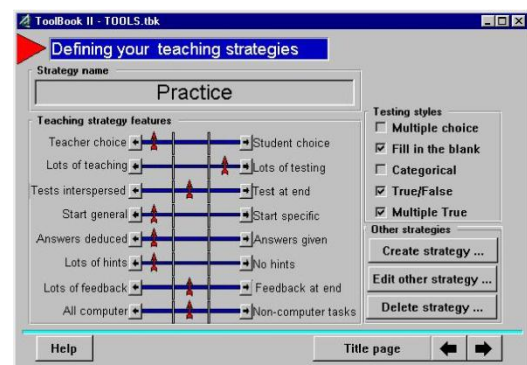 ToolBook II - TOOLS.tbk
Defining your teaching strategies
Strategy name
Practice
Teaching strategy features
Teacher choice Student choice
Lots of teaching Lots of testing
Tests interspersed Test at end
Start general Start specific
Answers deduced Answers given
Lots of hints No hints
Lots of feedback Feedback at end
All computer Non-computer tasks
Testing styles
Multiple choice
Fill in the blank
Categorical
True/False
Multiple True
Other strategies
Create strategy ...
Edit other strategy ...
Delete strategy ...
Help Title page